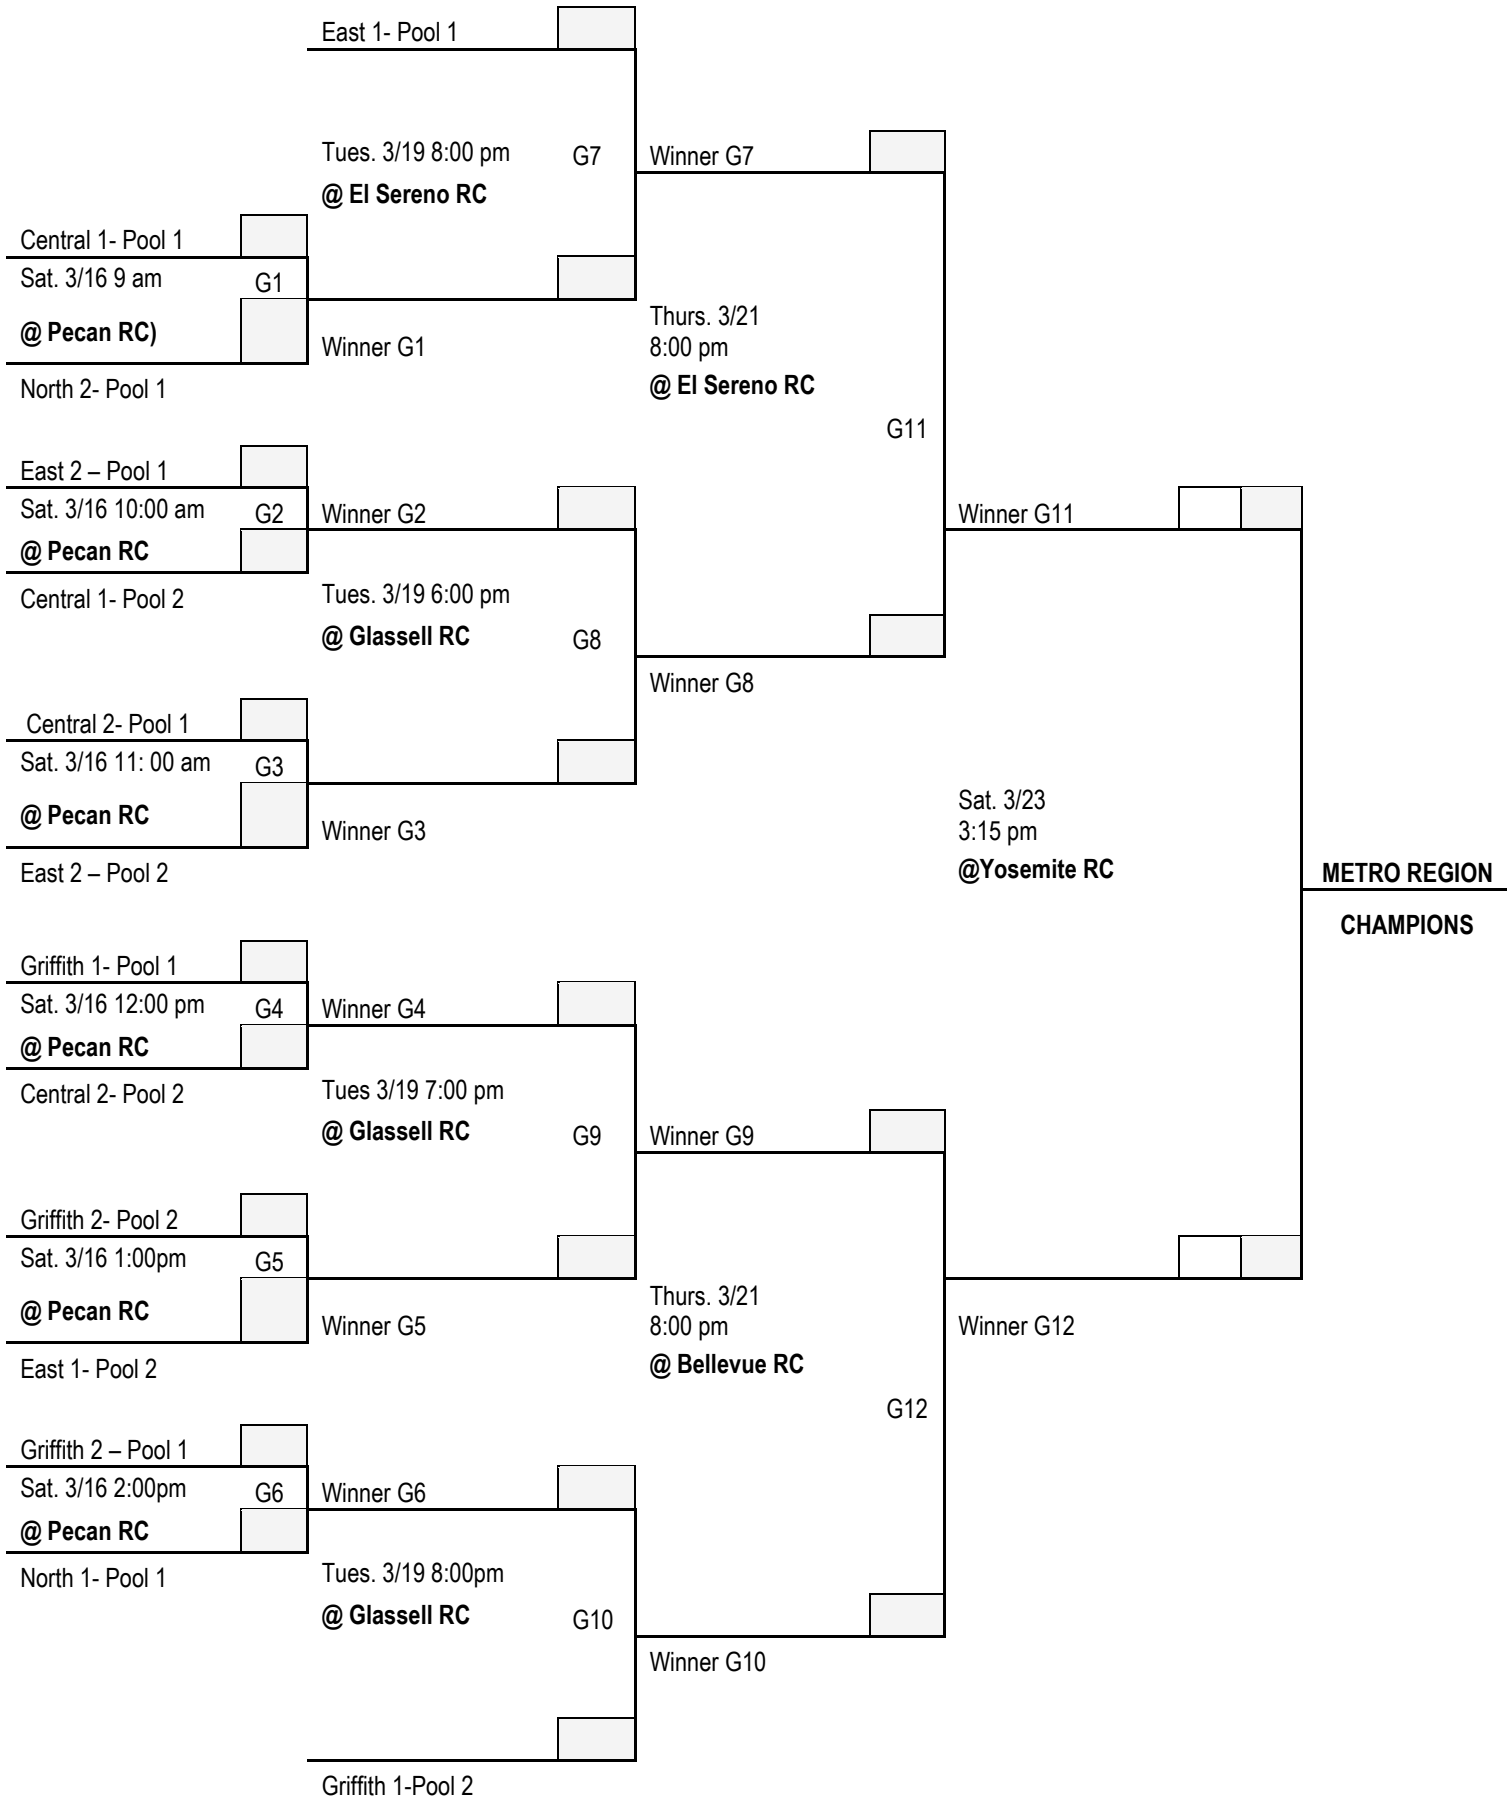 East 1- Pool 1
Tues. 3/19 8:00 pm
G7
@ El Sereno RC
Winner G7
Central 1- Pool 1
Sat. 3/16 9 am
G1
@ Pecan RC)
North 2- Pool 1
Winner G1
Thurs. 3/21
8:00 pm
@ El Sereno RC
G11
East 2 – Pool 1
Sat. 3/16 10:00 am
G2
@ Pecan RC
Central 1- Pool 2
Winner G2
Tues. 3/19 6:00 pm
@ Glassell RC
G8
Winner G8
Winner G11
Central 2- Pool 1
Sat. 3/16 11: 00 am
G3
@ Pecan RC
East 2 – Pool 2
Winner G3
Sat. 3/23
3:15 pm
@Yosemite RC
METRO REGION
CHAMPIONS
Griffith 1- Pool 1
Sat. 3/16 12:00 pm
G4
@ Pecan RC
Central 2- Pool 2
Winner G4
Tues 3/19 7:00 pm
@ Glassell RC
G9
Winner G9
Griffith 2- Pool 2
Sat. 3/16 1:00pm
G5
@ Pecan RC
East 1- Pool 2
Winner G5
Thurs. 3/21
8:00 pm
@ Bellevue RC
G12
Winner G12
Griffith 2 – Pool 1
Sat. 3/16 2:00pm
G6
@ Pecan RC
North 1- Pool 1
Winner G6
Tues. 3/19 8:00pm
@ Glassell RC
G10
Winner G10
Griffith 1-Pool 2